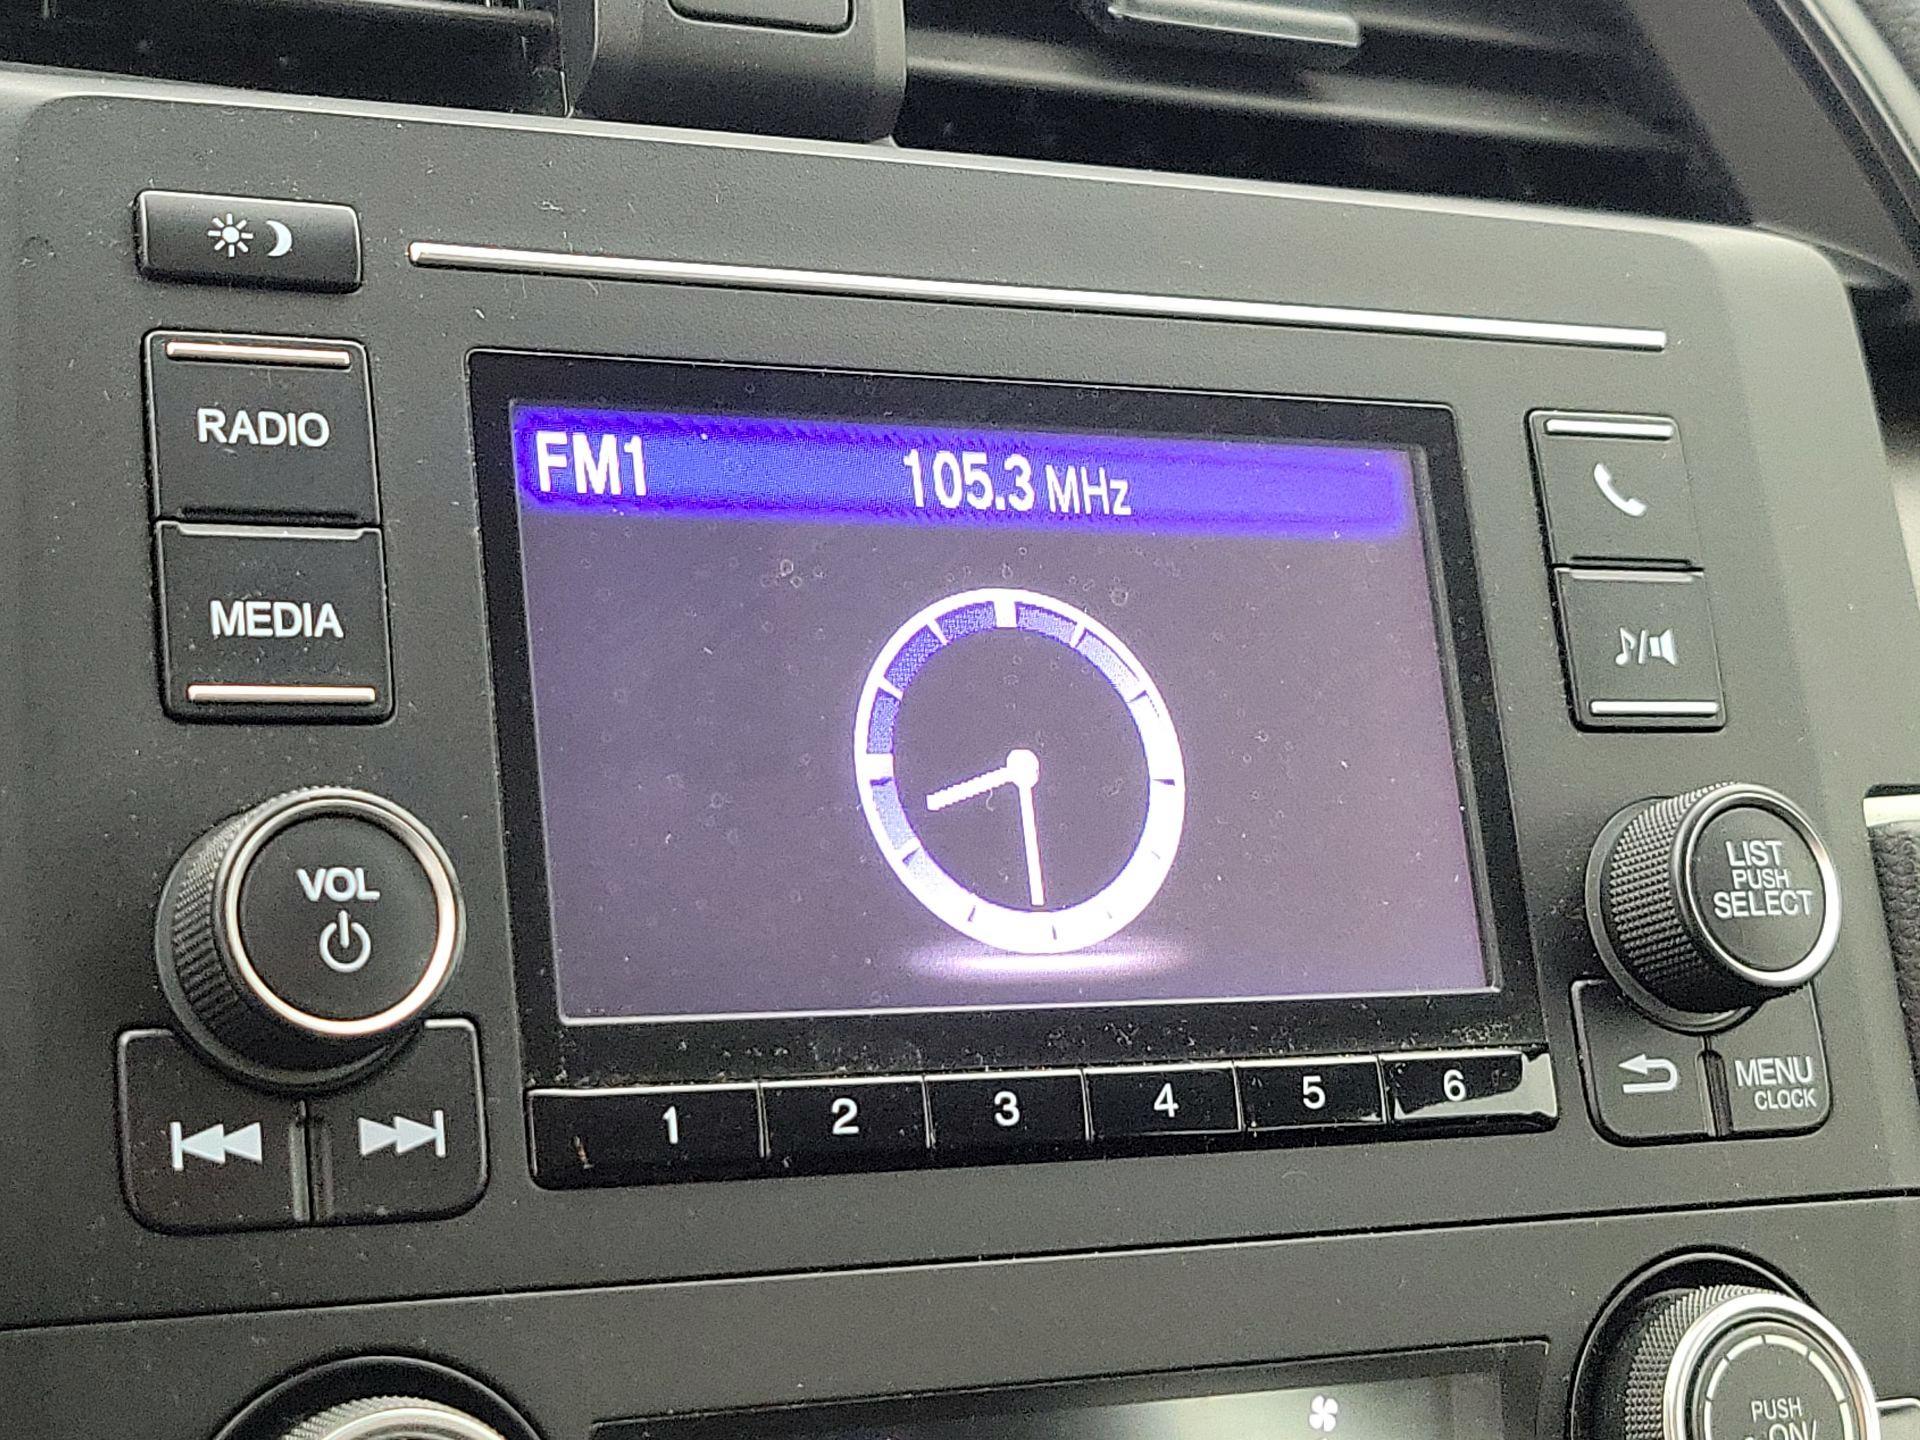 RADIO
MEDIA
FM1 105.3 MHz
VOL
LIST
PUSH
SELECT
1 2 3 4 5 6
MENU
CLOCK
PUSH
ON/